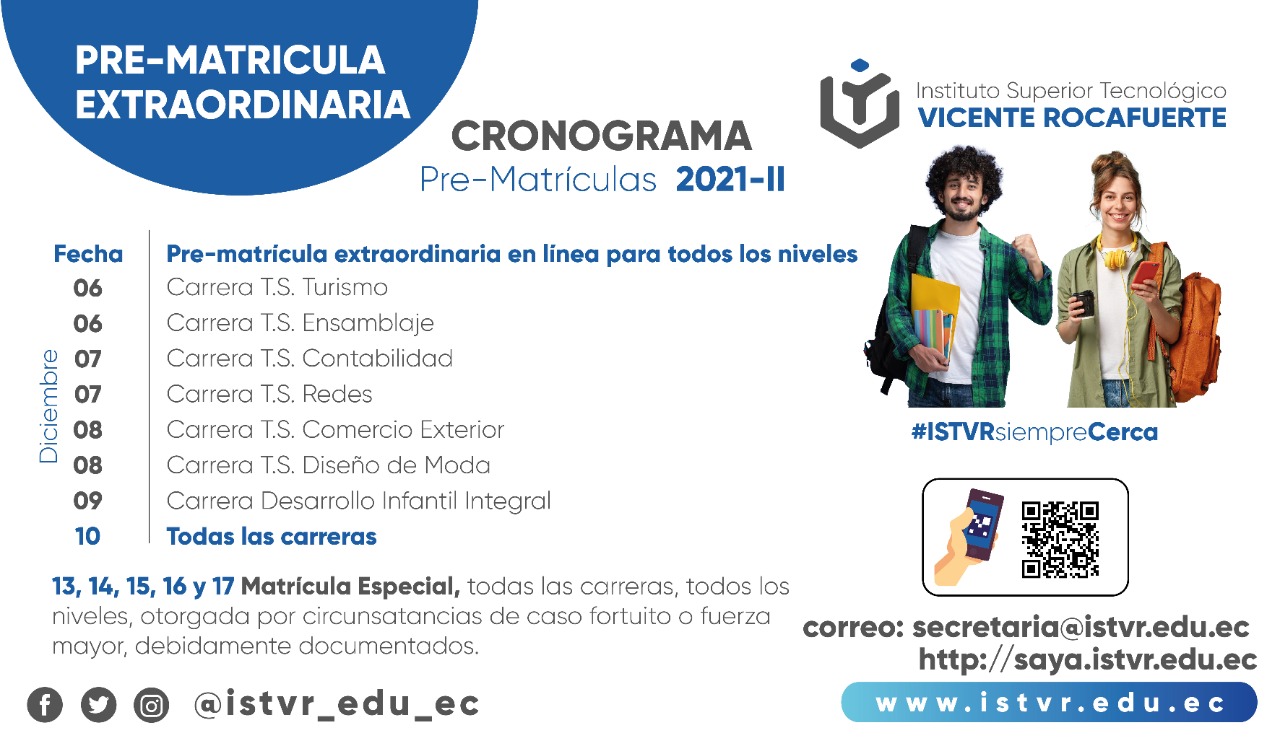 PRE-MATRICULA
EXTRAORDINARIA
CRONOGRAMA
Pre-Matrículas 2021-II
Instituto Superior Tecnológico
VICENTE ROCAFUERTE
Fecha Pre-matrícula extraordinaria en línea para todos los niveles
Diciembre
06 Carrera T.S. Turismo
06 Carrera T.S. Ensamblaje
07 Carrera T.S. Contabilidad
07 Carrera T.S. Redes
08 Carrera T.S. Comercio Exterior
08 Carrera T.S. Diseño de Moda
09 Carrera Desarrollo Infantil Integral
10 Todas las carreras
13, 14, 15, 16 y 17 Matrícula Especial, todas las carreras, todos los
niveles, otorgada por circunsatancias de caso fortuito o fuerza
mayor, debidamente documentados.
@istvr_edu_ec
#ISTVRsiempreCerca
correo: secretaria@istvr.edu.ec
http://saya.istvr.edu.ec
www.istvr.edu.ec